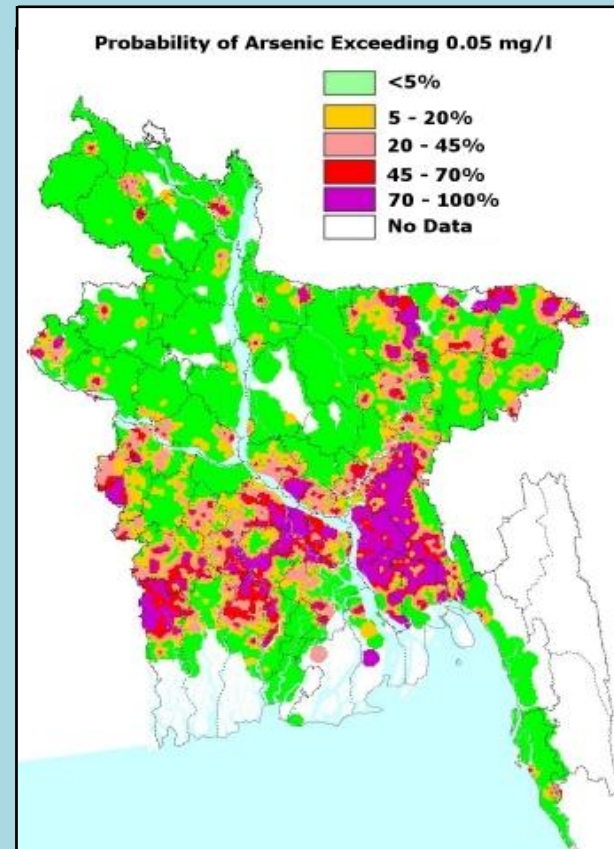 Probability of Arsenic Exceeding 0.05 mg/l
<5%
5 - 20%
20 - 45%
45 - 70%
70 - 100%
No Data